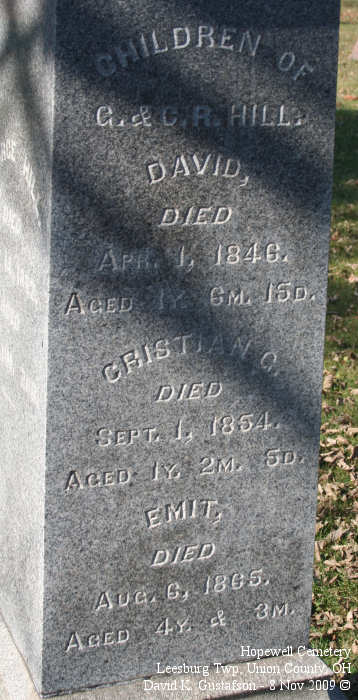 CHILDREN OF
G. & C.R. HILL.
DAVID,
DIED
APR. 1, 1846.
AGED 1Y. 6M. 15D.
CRISTIAN C.
DIED
SEPT. 1, 1854.
AGED 1Y. 2M. 5D.
EMIT,
DIED
AUG. 6, 1865.
AGED 4Y. & 3M.
Hopewell Cemetery
Leesburg Twp, Union County, OH
David K. Gustafson - 8 Nov 2009 ©